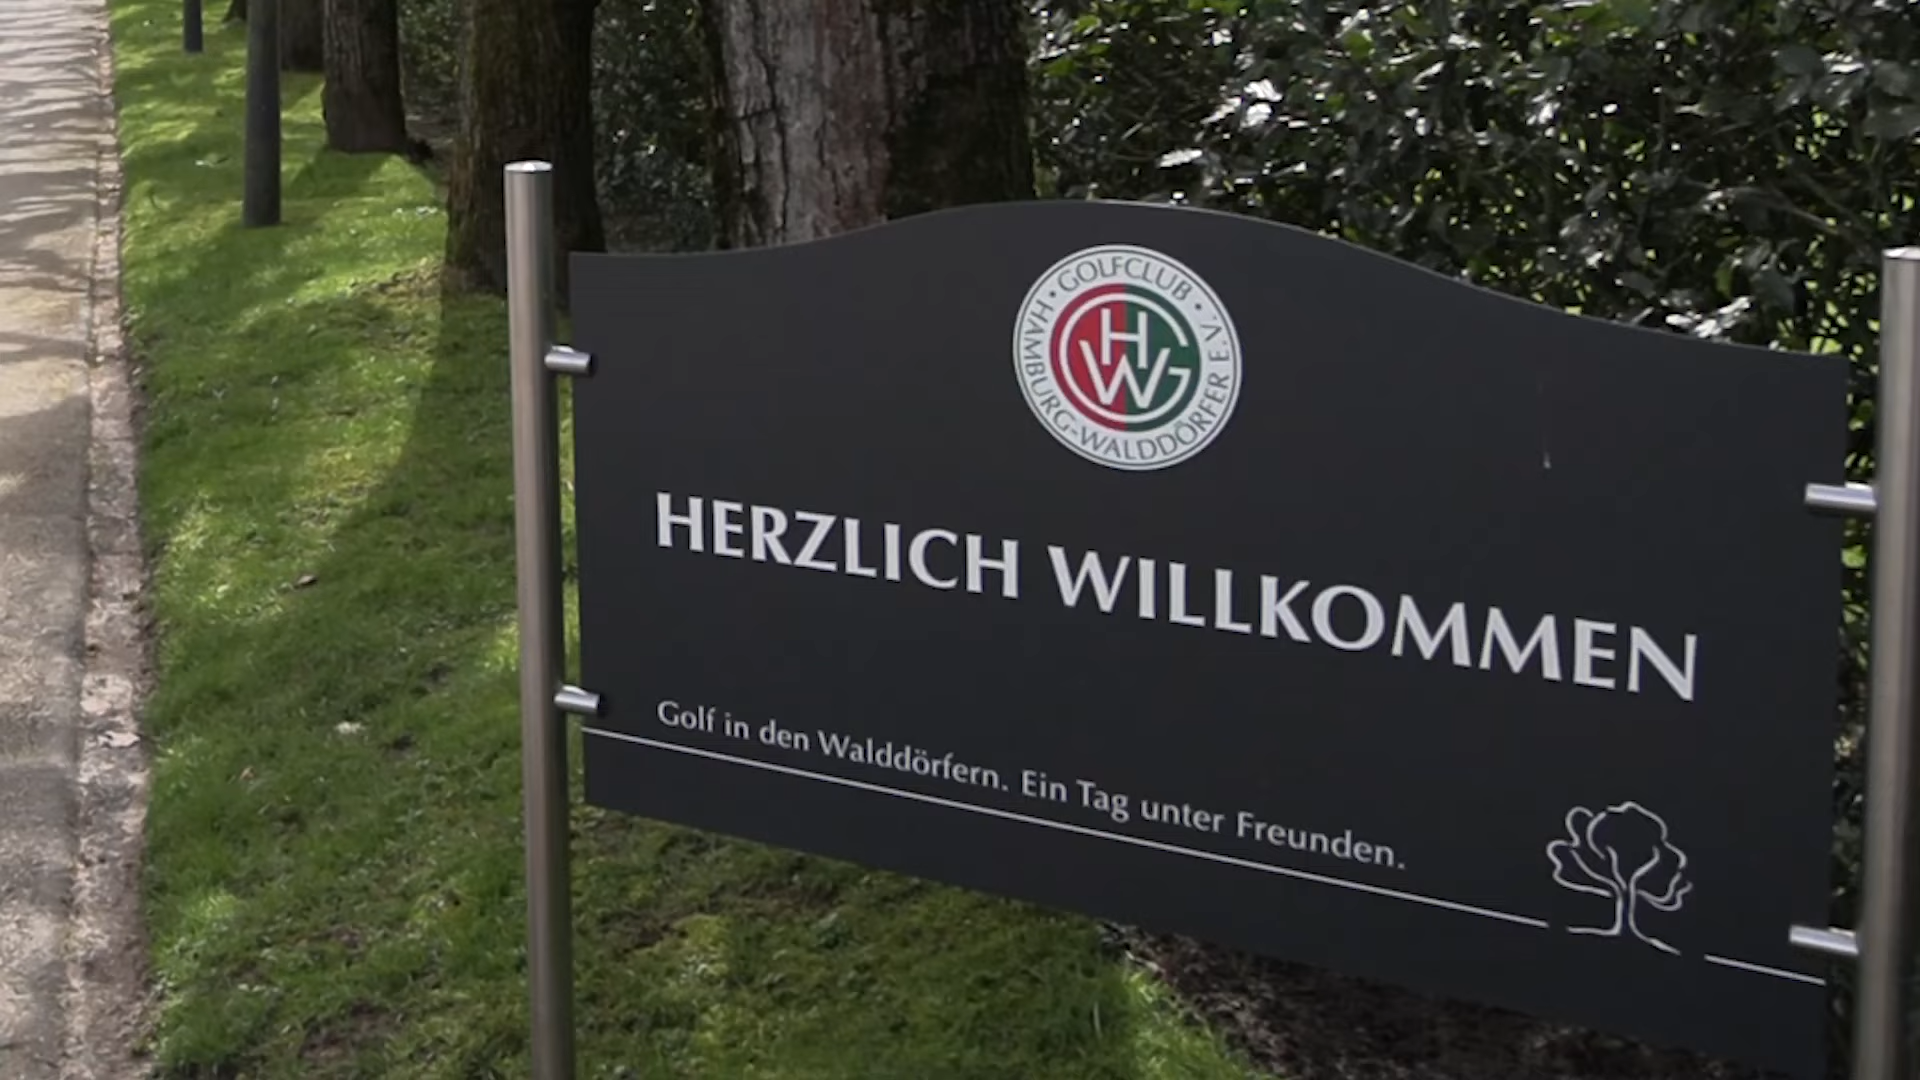 · GOLFCLUB ·
HAMBURG-WALDDÖRFER E.V.
HWG
HERZLICH WILLKOMMEN
Golf in den Walddörfern. Ein Tag unter Freunden.